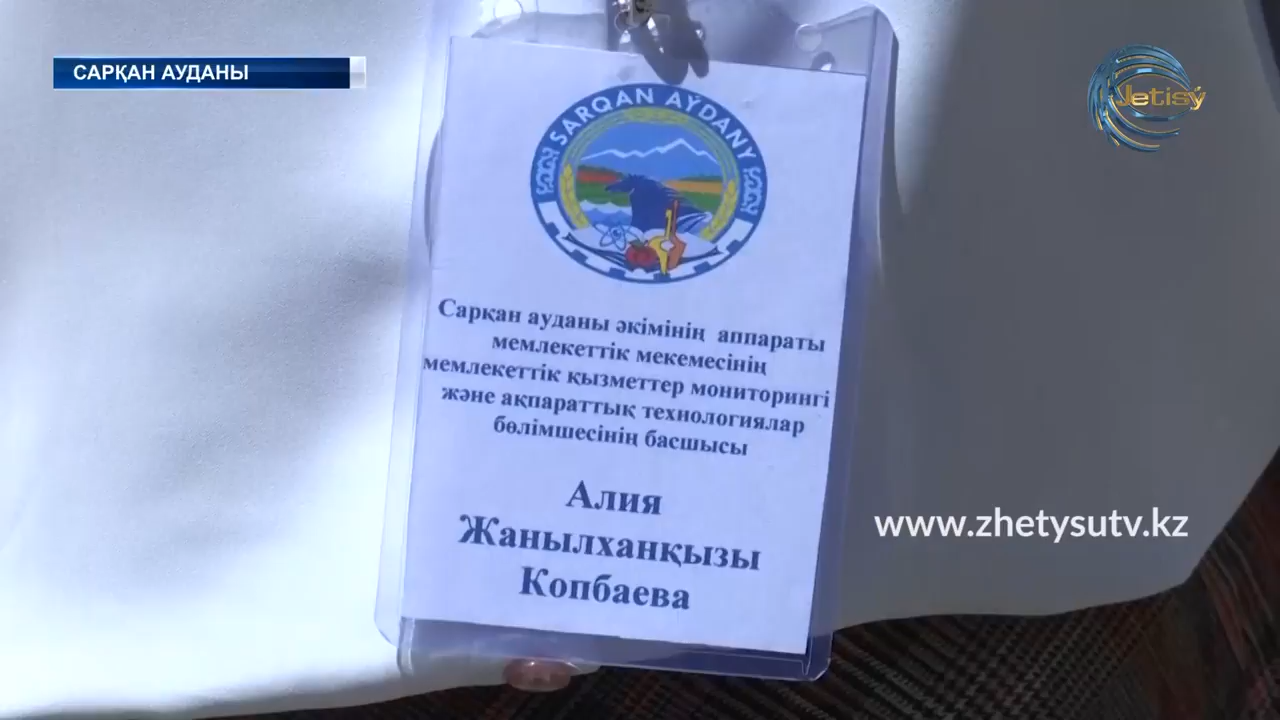 САРҚАН АУДАНЫ
Jetisý
SARQAN AÝDANY
Сарқан ауданы әкімінің аппараты
мемлекеттік мекемесінің
мемлекеттік қызметтер мониторингі
және ақпараттық технологиялар
бөлімшесінің басшысы
Алия
Жанылханқызы
Копбаева
www.zhetysutv.kz